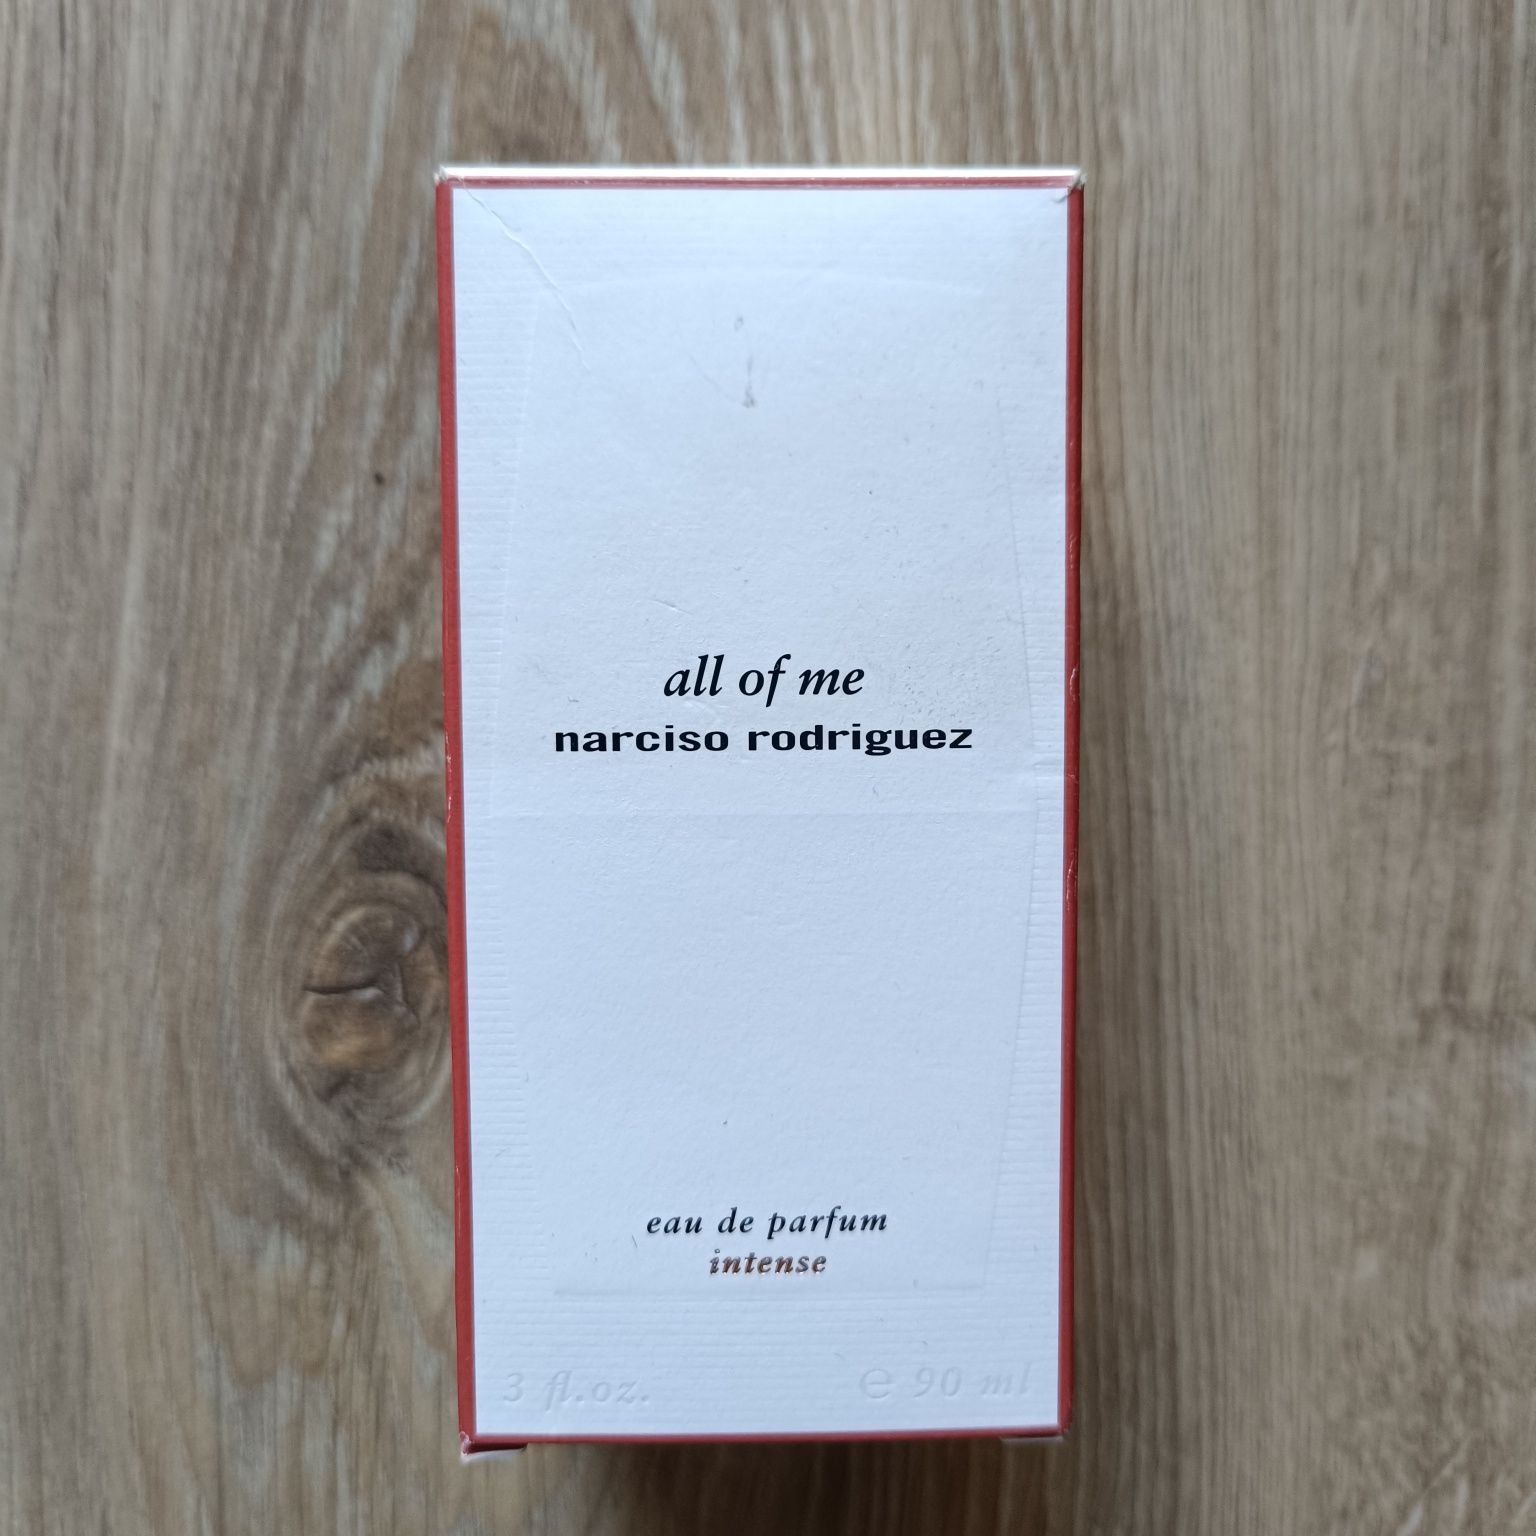 all of me
narciso rodriguez
eau de parfum
intense
3 fl.oz. ℮ 90 ml